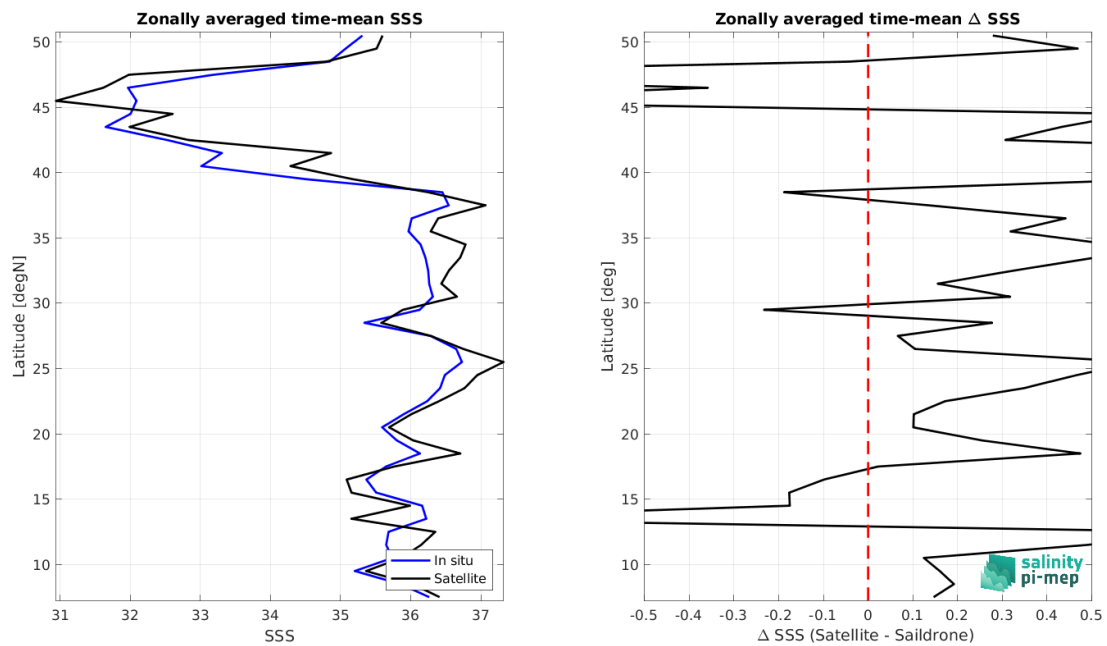 Zonally averaged time-mean SSS
50
45
40
35
30
25
20
15
10
Latitude [degN]
31 32 33 34 35 36 37
SSS
In situ
Satellite
Zonally averaged time-mean Δ SSS
50
45
40
35
30
25
20
15
10
Latitude [deg]
-0.5 -0.4 -0.3 -0.2 -0.1 0 0.1 0.2 0.3 0.4 0.5
Δ SSS (Satellite - Saildrone)
salinity
pi-mep